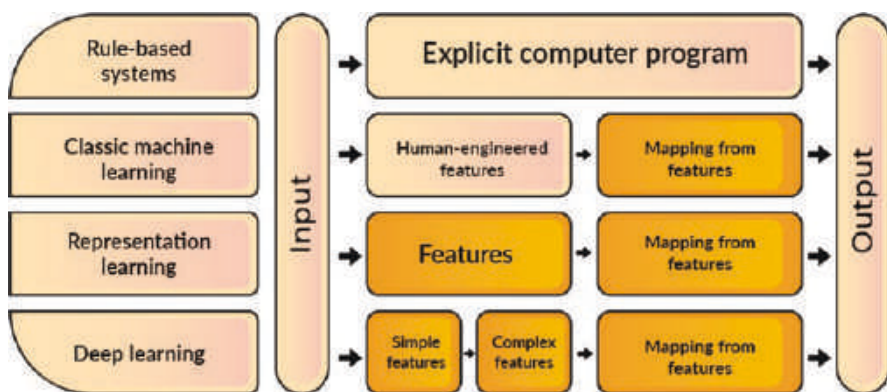 Rule-based
systems
Input
Explicit computer program
Output
Classic machine
learning
Human-engineered
features
Mapping from
features
Representation
learning
Features
Mapping from
features
Deep learning
Simple
features
Complex
features
Mapping from
features